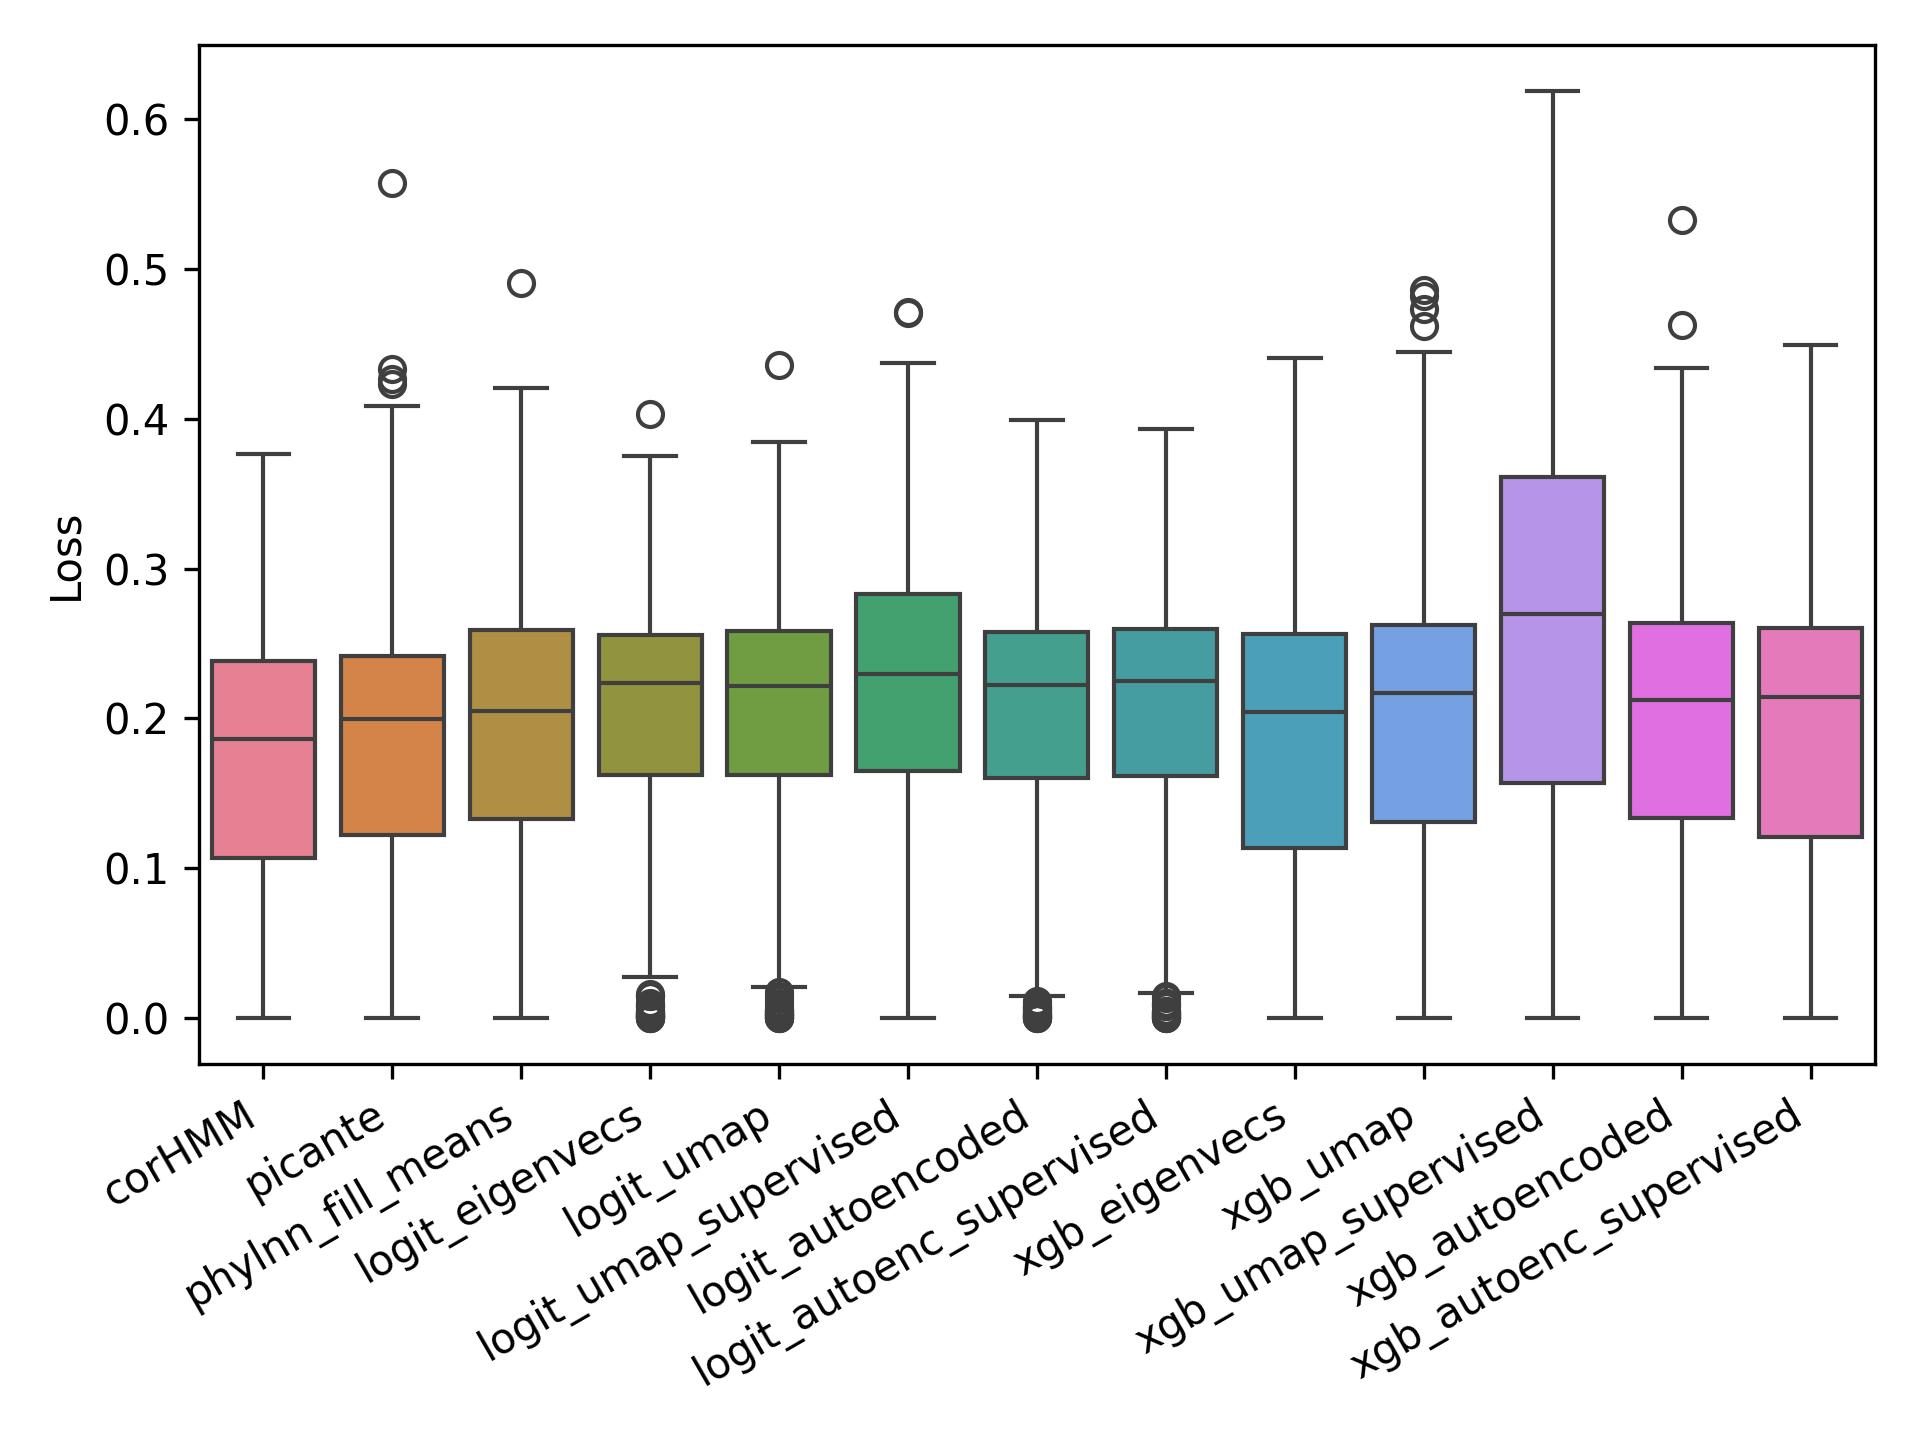 Loss
0.6
0.5
0.4
0.3
0.2
0.1
0.0
corHMM
picante
phylnn_fill_means
logit_eigenvecs
logit_umap
logit_umap_supervised
logit_autoencoded
logit_autoenc_supervised
xgb_eigenvecs
xgb_umap
xgb_umap_supervised
xgb_autoencoded
xgb_autoenc_supervised